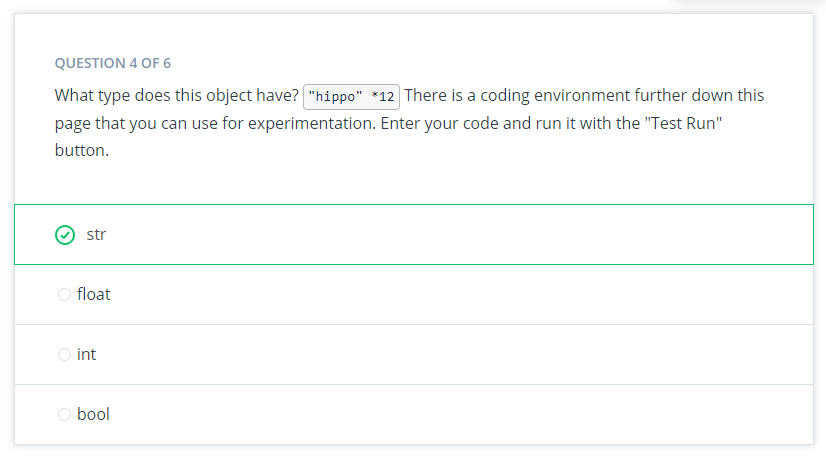 QUESTION 4 OF 6
What type does this object have? "hippo" *12 There is a coding environment further down this
page that you can use for experimentation. Enter your code and run it with the "Test Run"
button.
str
float
int
bool